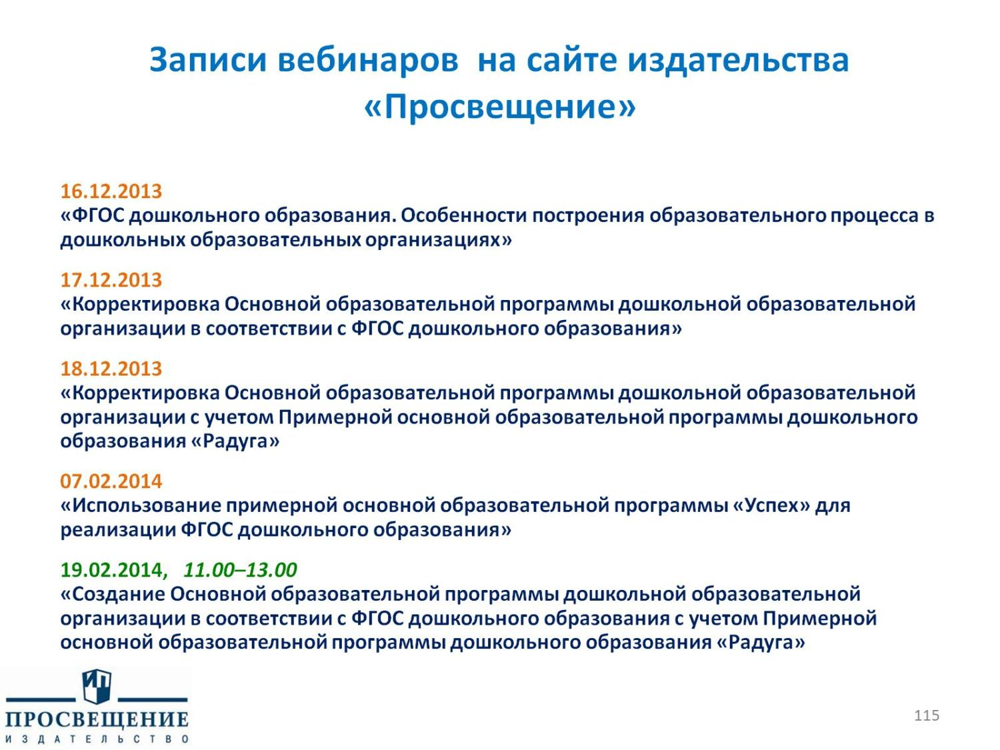 Записи вебинаров на сайте издательства
«Просвещение»
16.12.2013
«ФГОС дошкольного образования. Особенности построения образовательного процесса в
дошкольных образовательных организациях»
17.12.2013
«Корректировка Основной образовательной программы дошкольной образовательной
организации в соответствии с ФГОС дошкольного образования»
18.12.2013
«Корректировка Основной образовательной программы дошкольной образовательной
организации с учетом Примерной основной образовательной программы дошкольного
образования «Радуга»
07.02.2014
«Использование примерной основной образовательной программы «Успех» для
реализации ФГОС дошкольного образования»
19.02.2014, 11.00–13.00
«Создание Основной образовательной программы дошкольной образовательной
организации в соответствии с ФГОС дошкольного образования с учетом Примерной
основной образовательной программы дошкольного образования «Радуга»
ИП
ПРОСВЕЩЕНИЕ
ИЗДАТЕЛЬСТВО
115